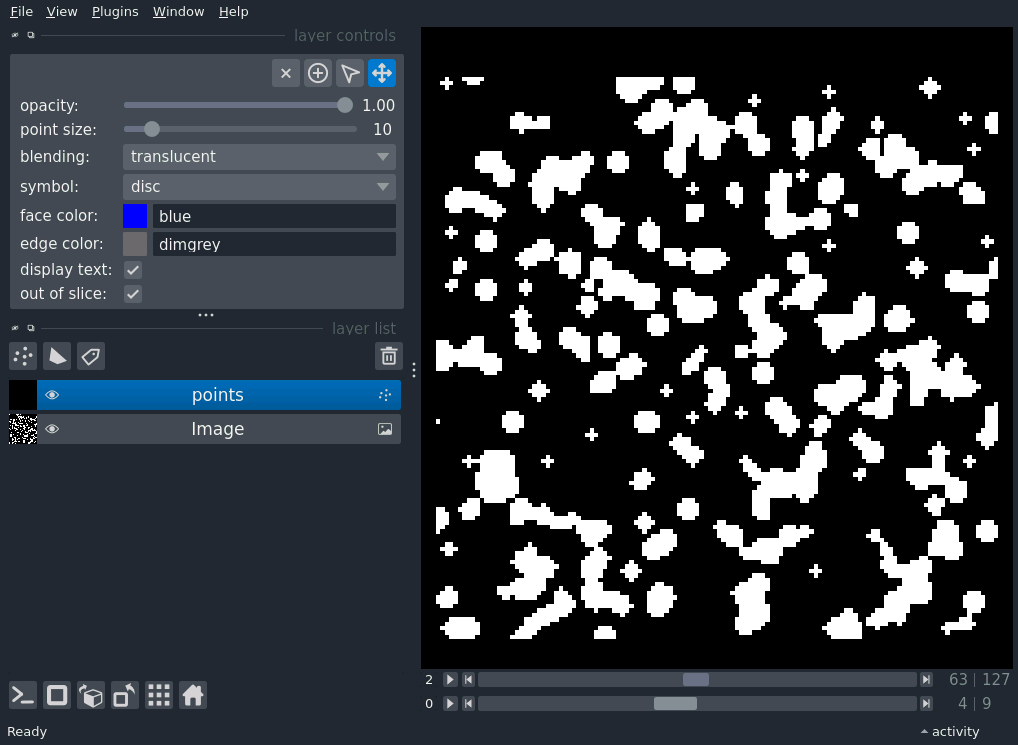 File View Plugins Window Help
layer controls
opacity: 1.00
point size: 10
blending: translucent
symbol: disc
face color: blue
edge color: dimgrey
display text:
out of slice:
layer list
points
Image
2 63 | 127
0 4 | 9
Ready activity